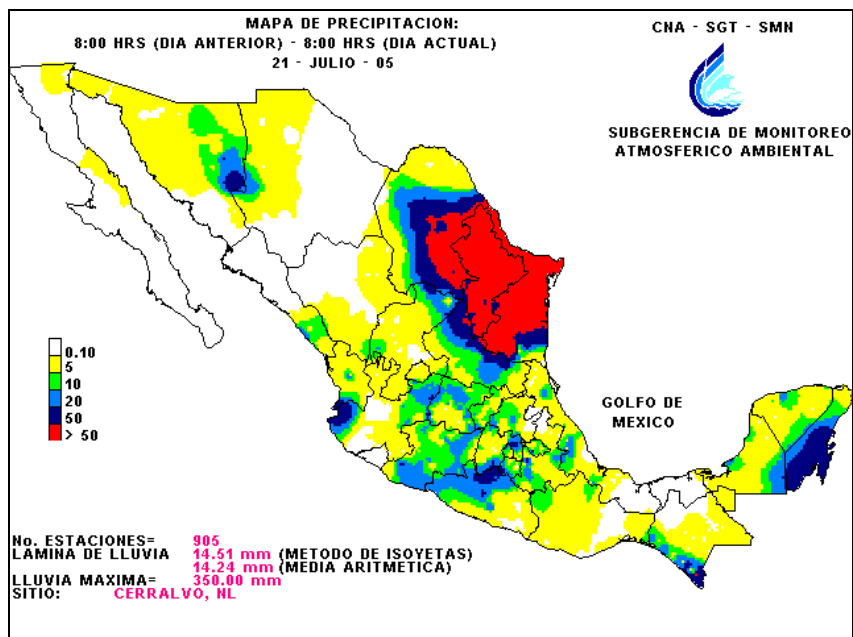 MAPA DE PRECIPITACION:
8:00 HRS (DIA ANTERIOR) - 8:00 HRS (DIA ACTUAL)
21 - JULIO - 05
CNA - SGT - SMN
SUBGERENCIA DE MONITOREO
ATMOSFERICO AMBIENTAL
0.10
5
10
20
50
> 50
GOLFO DE
MEXICO
No. ESTACIONES= 905
LAMINA DE LLUVIA 14.51 mm (METODO DE ISOYETAS)
14.24 mm (MEDIA ARITMETICA)
LLUVIA MAXIMA= 350.00 mm
SITIO: CERRALVO, NL